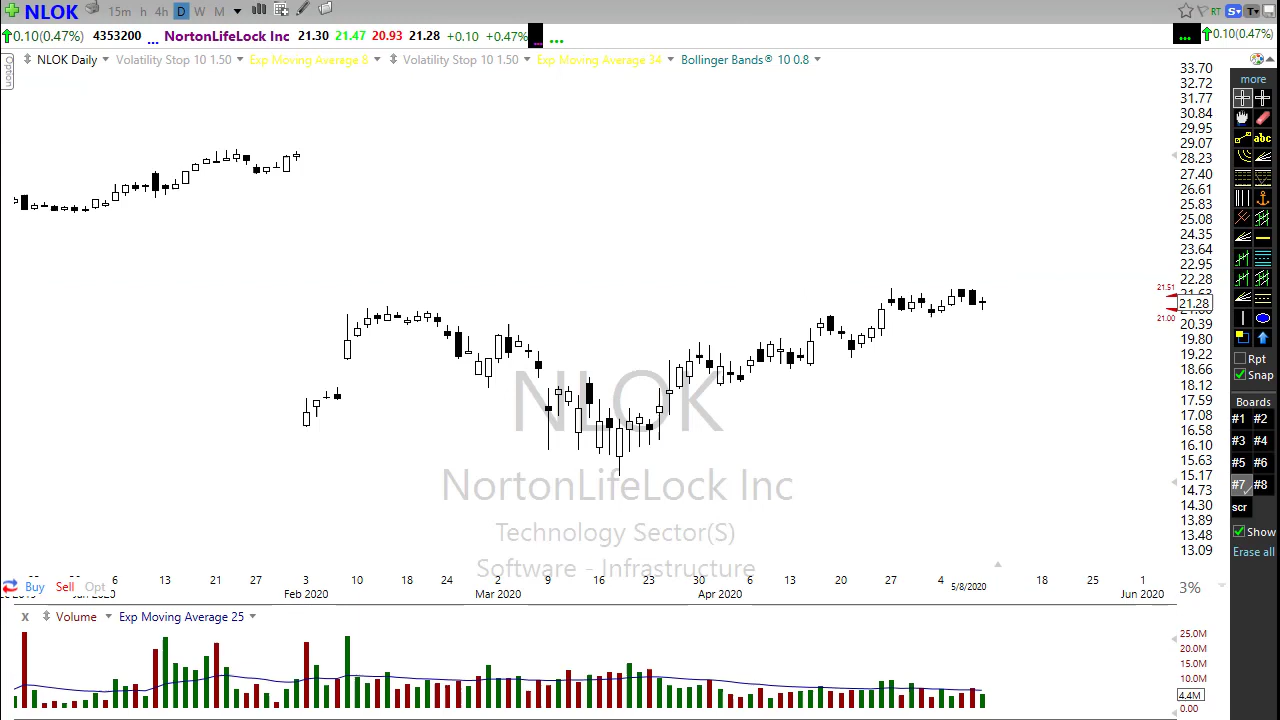 NLOK 15m h 4h D W M RT S T
0.10(0.47%) 4353200 ... NortonLifeLock Inc 21.30 21.47 20.93 21.28 +0.10 +0.47% ... ... ... 0.10(0.47%)
Option NLOK Daily Volatility Stop 10 1.50 Exp Moving Average 8 Volatility Stop 10 1.50 Exp Moving Average 34 Bollinger Bands® 10 0.8
33.70
32.72
31.77
30.84
29.95
29.07
28.23
27.40
26.61
25.83
25.08
24.35
23.64
22.95
22.28
21.51
21.28
21.00
20.39
19.80
19.22
18.66
18.12
17.59
17.08
16.58
16.10
15.63
15.17
14.73
14.30
13.89
13.48
13.09
more
abc
Rpt
Snap
Boards
#1 #2
#3 #4
#5 #6
#7 #8
scr
Show
Erase all
NLOK
NortonLifeLock Inc
Technology Sector(S)
Software - Infrastructure
6 13 21 27 3 10 18 24 2 9 16 23 6 13 20 27 4 18 25 1
Buy Sell Opt
Feb 2020 Mar 2020 Apr 2020 5/8/2020 Jun 2020
3%
X Volume Exp Moving Average 25
25.0M
20.0M
15.0M
10.0M
4.4M
0.00